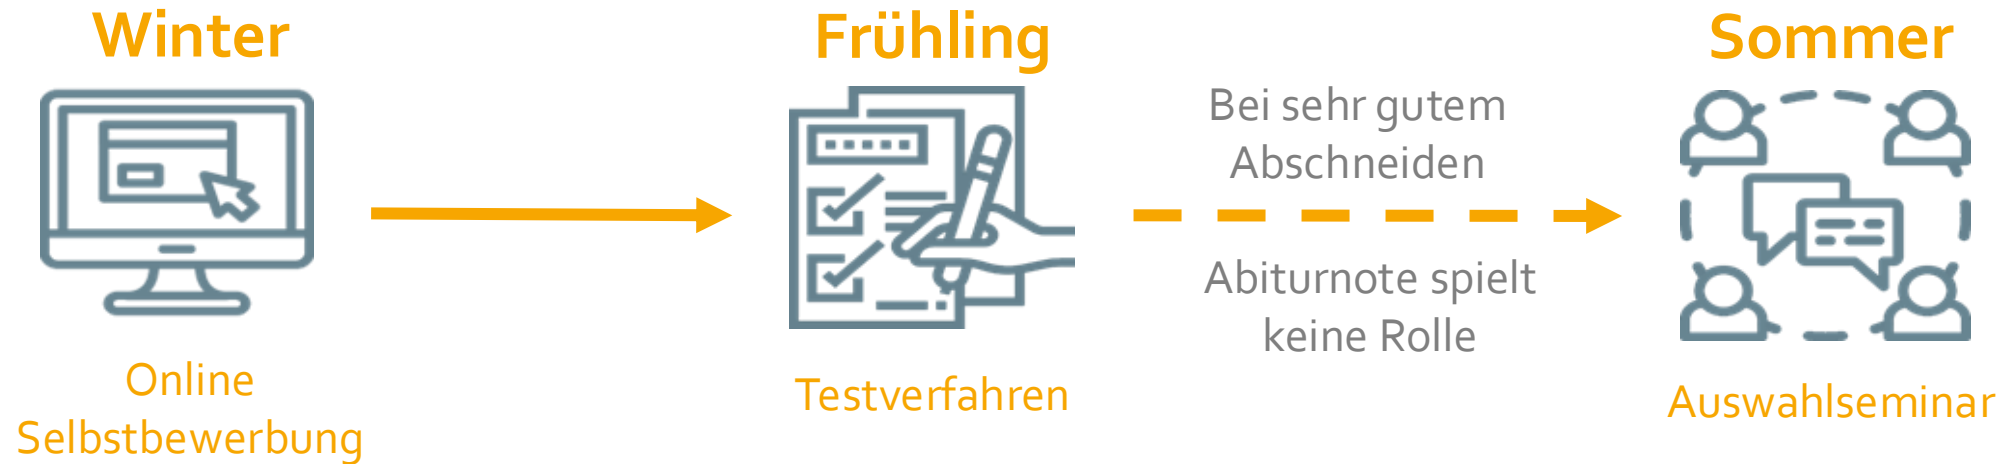 Winter
Online
Selbstbewerbung
Frühling
Testverfahren
Bei sehr gutem
Abschneiden
Abiturnote spielt
keine Rolle
Sommer
Auswahlseminar